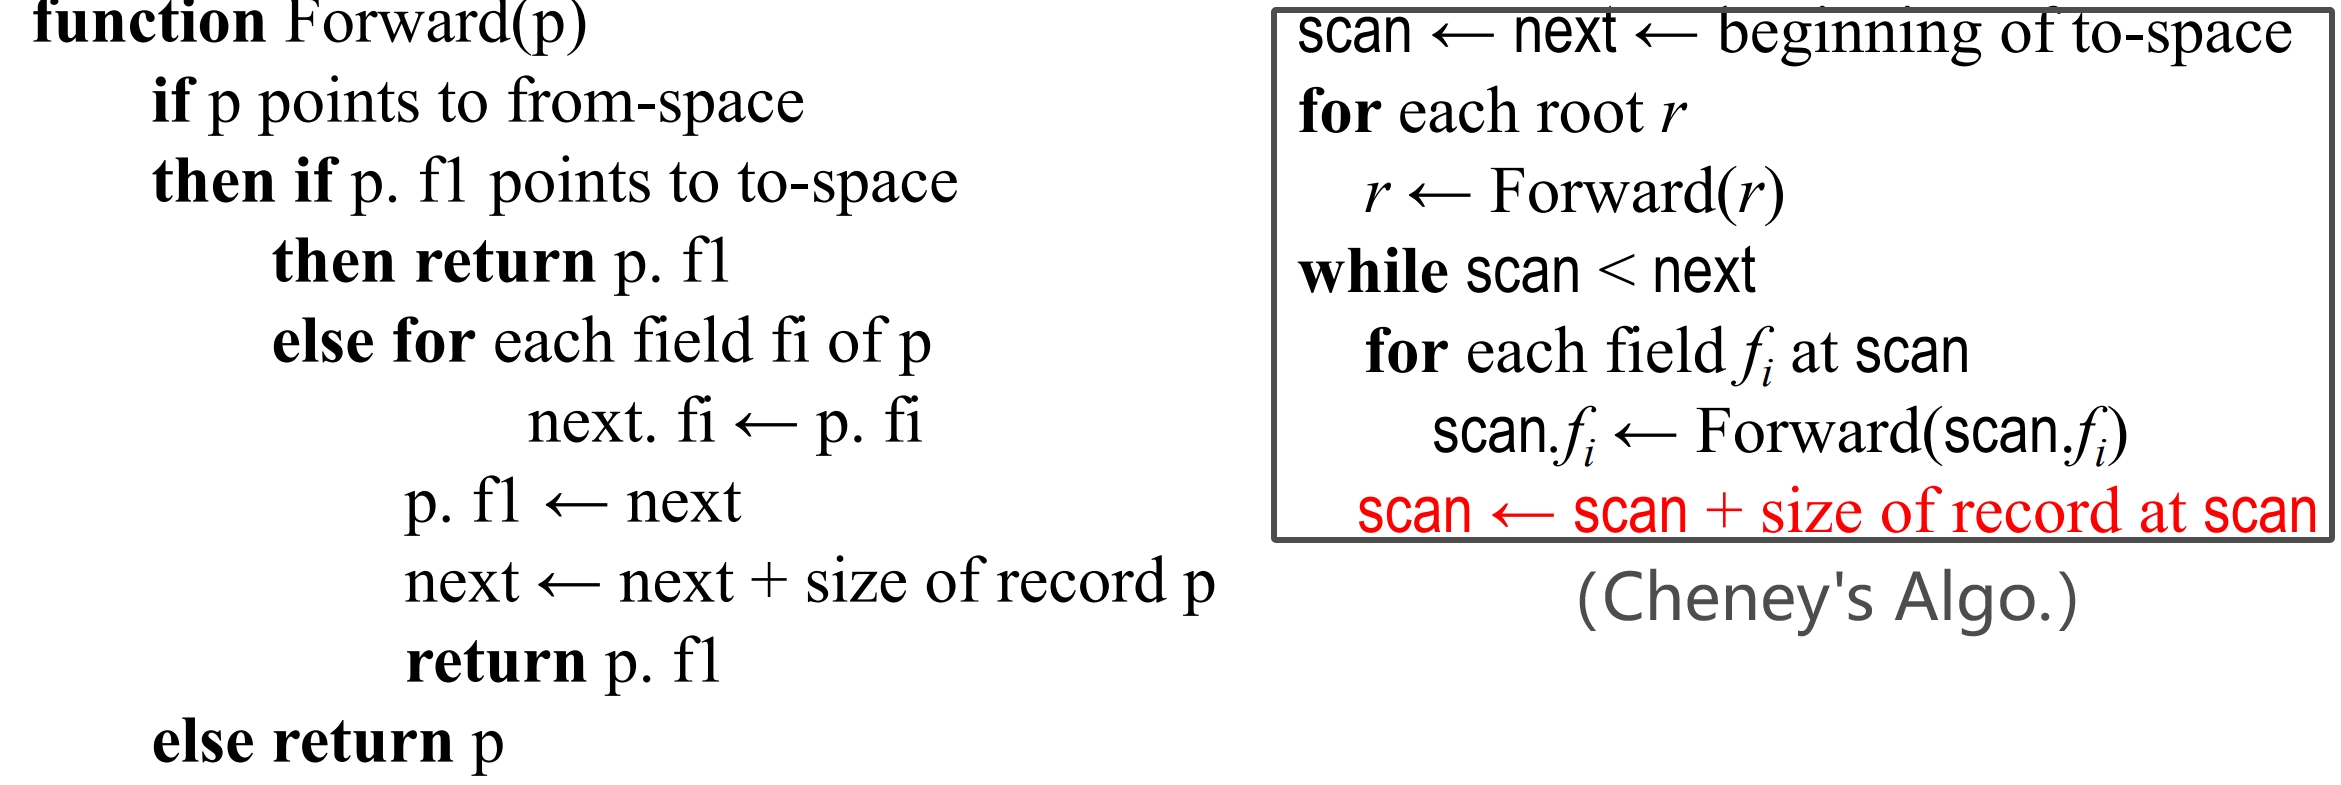 function Forward(p)
if p points to from-space
then if p. f1 points to to-space
then return p. f1
else for each field fi of p
next. fi ← p. fi
p. f1 ← next
next ← next + size of record p
return p. f1
else return p
scan ← next ← beginning of to-space
for each root r
r ← Forward(r)
while scan < next
for each field fi at scan
scan.fi ← Forward(scan.fi)
scan ← scan + size of record at scan
(Cheney's Algo.)